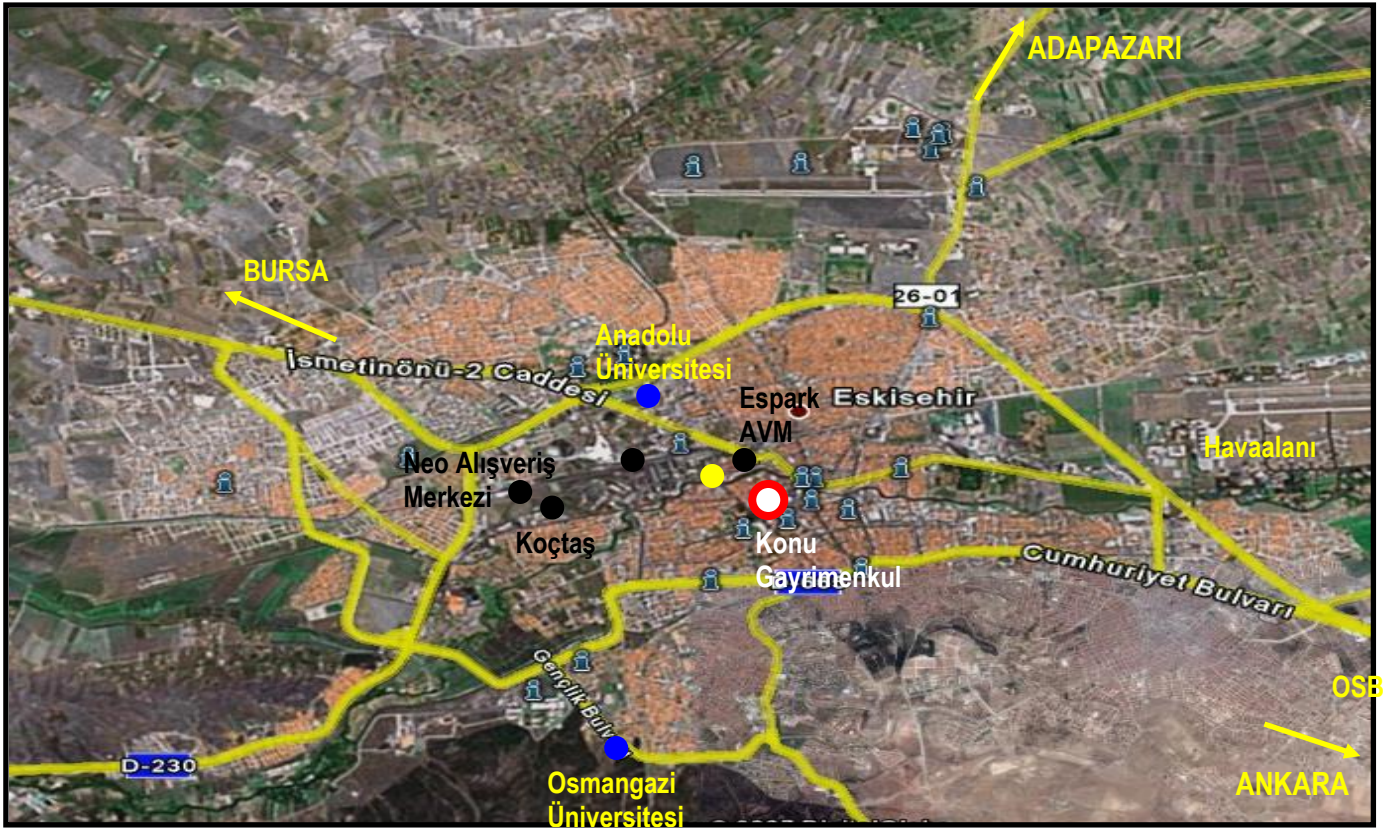 ADAPAZARI
BURSA
26-01
Anadolu
Üniversitesi
İsmetinönü-2 Caddesi
Espark
AVM
Eskisehir
Havaalanı
Neo Alışveriş
Merkezi
Koçtaş
Konu
Gayrimenkul
Cumhuriyet Bulvarı
Gençlik
OSB
D-230
Osmangazi
Üniversitesi
ANKARA